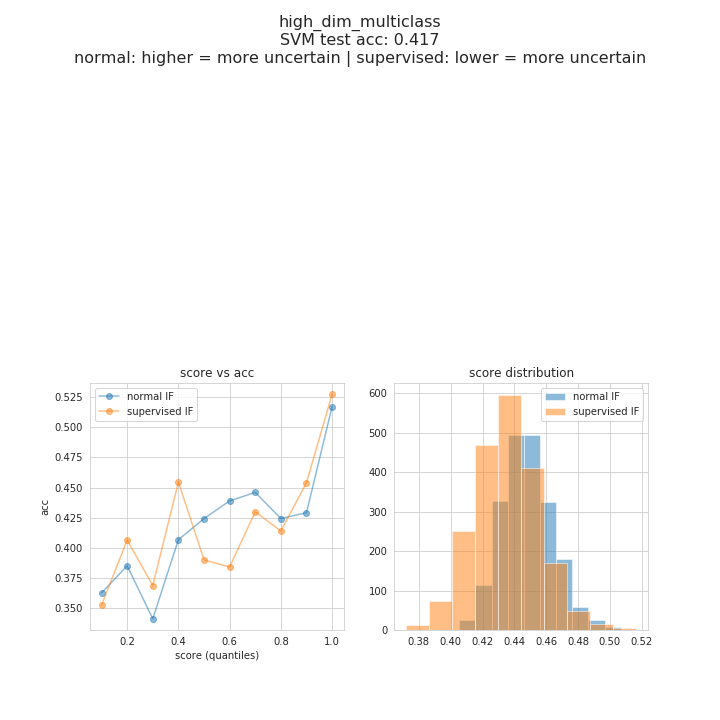 high_dim_multiclass
SVM test acc: 0.417
normal: higher = more uncertain | supervised: lower = more uncertain
score vs acc
normal IF
supervised IF
0.525
0.500
0.475
0.450
0.425
0.400
0.375
0.350
acc
0.2 0.4 0.6 0.8 1.0
score (quantiles)
score distribution
normal IF
supervised IF
600
500
400
300
200
100
0
0.38 0.40 0.42 0.44 0.46 0.48 0.50 0.52